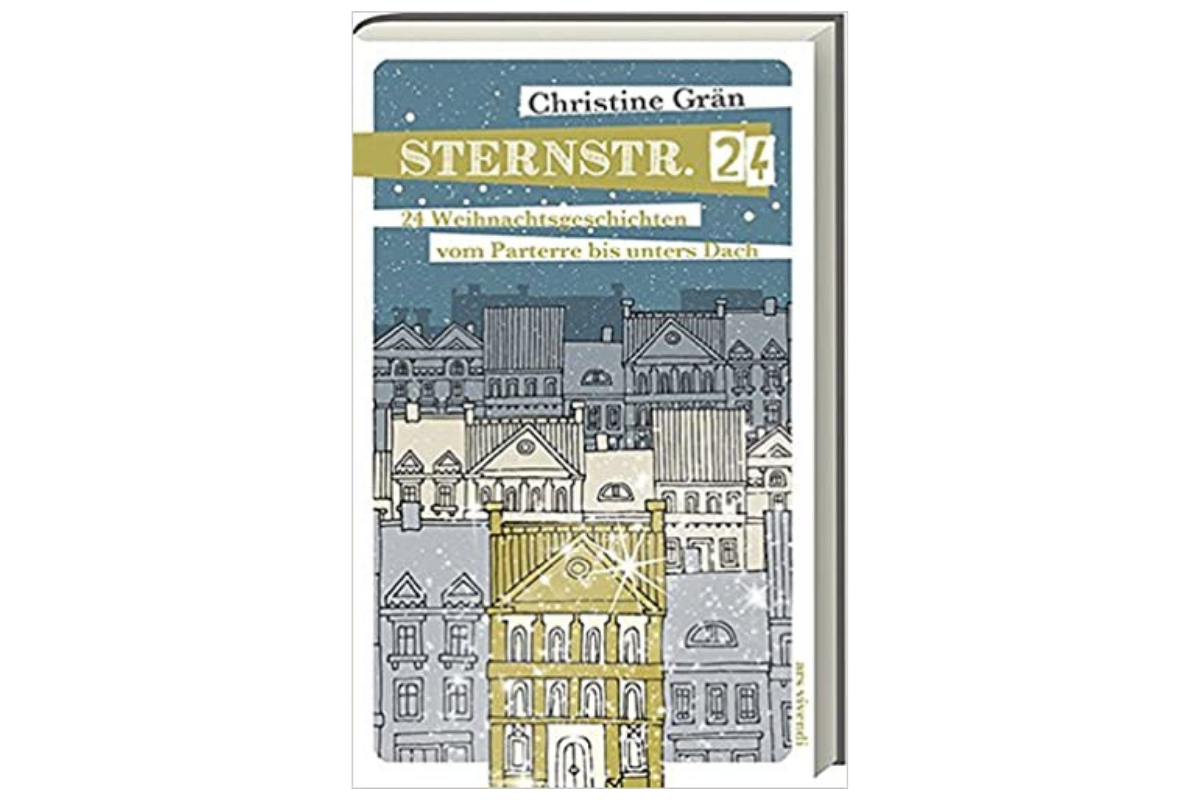 Christine Grän
STERNSTR. 24
24 Weihnachtsgeschichten
vom Parterre bis unters Dach
ars vivendi